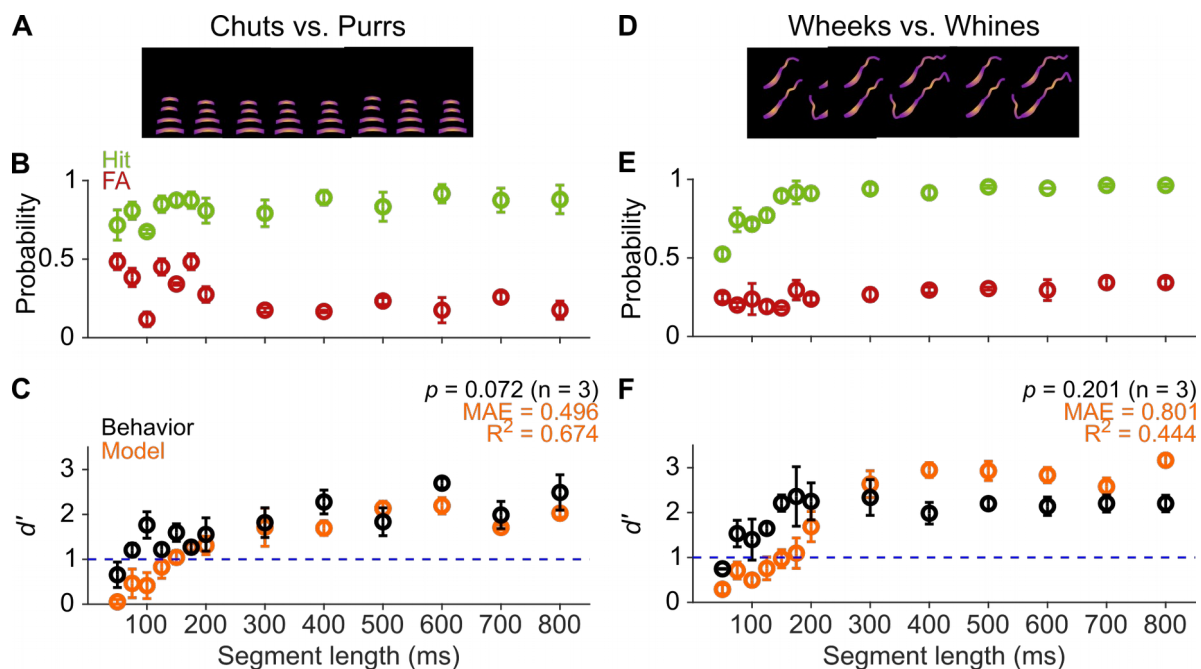 A
Chuts vs. Purrs
B
Hit
FA
Probability
1
0.5
0
C
p = 0.072 (n = 3)
MAE = 0.496
R² = 0.674
Behavior
Model
d′
3
2
1
0
100 200 300 400 500 600 700 800
Segment length (ms)
D
Wheeks vs. Whines
E
Probability
1
0.5
0
F
p = 0.201 (n = 3)
MAE = 0.801
R² = 0.444
d′
3
2
1
0
100 200 300 400 500 600 700 800
Segment length (ms)